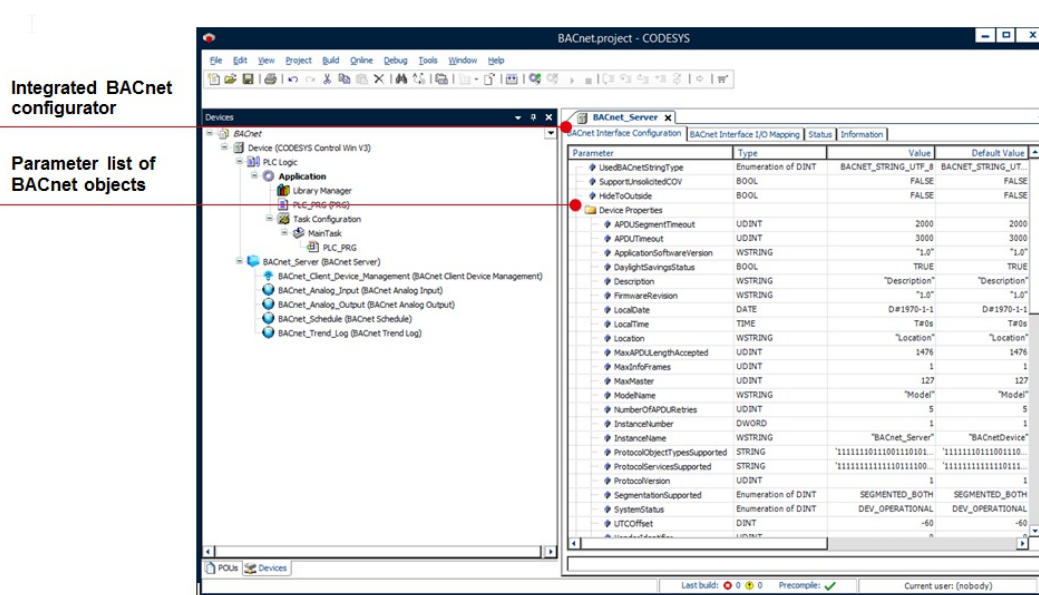 BACnet.project - CODESYS
File Edit View Project Build Online Debug Tools Window Help
Integrated BACnet
configurator
Parameter list of
BACnet objects
Devices
BACnet
Device (CODESYS Control Win V3)
PLC Logic
Application
Library Manager
PLC_PRG (PRG)
Task Configuration
MainTask
PLC_PRG
BACnet_Server (BACnet Server)
BACnet_Client_Device_Management (BACnet Client Device Management)
BACnet_Analog_Input (BACnet Analog Input)
BACnet_Analog_Output (BACnet Analog Output)
BACnet_Schedule (BACnet Schedule)
BACnet_Trend_Log (BACnet Trend Log)
POUs Devices
BACnet_Server
BACnet Interface Configuration BACnet Interface I/O Mapping Status Information
Parameter Type Value Default Value
UsedBACnetStringType Enumeration of DINT BACNET_STRING_UTF_8 BACNET_STRING_UT...
SupportUnsolicitedCOV BOOL FALSE FALSE
HideToOutside BOOL FALSE FALSE
Device Properties
APDUSegmentTimeout UDINT 2000 2000
APDUTimeout UDINT 3000 3000
ApplicationSoftwareVersion WSTRING "1.0" "1.0"
DaylightSavingsStatus BOOL TRUE TRUE
Description WSTRING "Description" "Description"
FirmwareRevision WSTRING "1.0" "1.0"
LocalDate DATE D#1970-1-1 D#1970-1-1
LocalTime TIME T#0s T#0s
Location WSTRING "Location" "Location"
MaxAPDULengthAccepted UDINT 1476 1476
MaxInfoFrames UDINT 1 1
MaxMaster UDINT 127 127
ModelName WSTRING "Model" "Model"
NumberOfAPDURetries UDINT 5 5
InstanceNumber DWORD 1 1
InstanceName WSTRING "BACnet_Server" "BACnetDevice"
ProtocolObjectTypesSupported STRING '11111110111001110101... '11111110111001110...
ProtocolServicesSupported STRING '11111111111110111100... '11111111111110111...
ProtocolVersion UDINT 1 1
SegmentationSupported Enumeration of DINT SEGMENTED_BOTH SEGMENTED_BOTH
SystemStatus Enumeration of DINT DEV_OPERATIONAL DEV_OPERATIONAL
UTCOffset DINT -60 -60
Last build: 0 0 Precompile: Current user: (nobody)